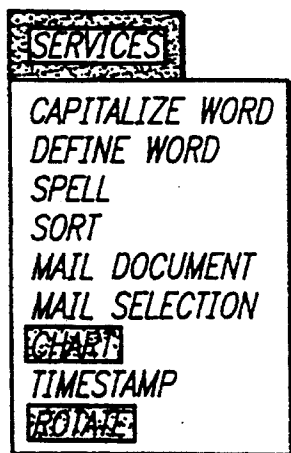 SERVICES
CAPITALIZE WORD
DEFINE WORD
SPELL
SORT
MAIL DOCUMENT
MAIL SELECTION
CHART
TIMESTAMP
ROTATE